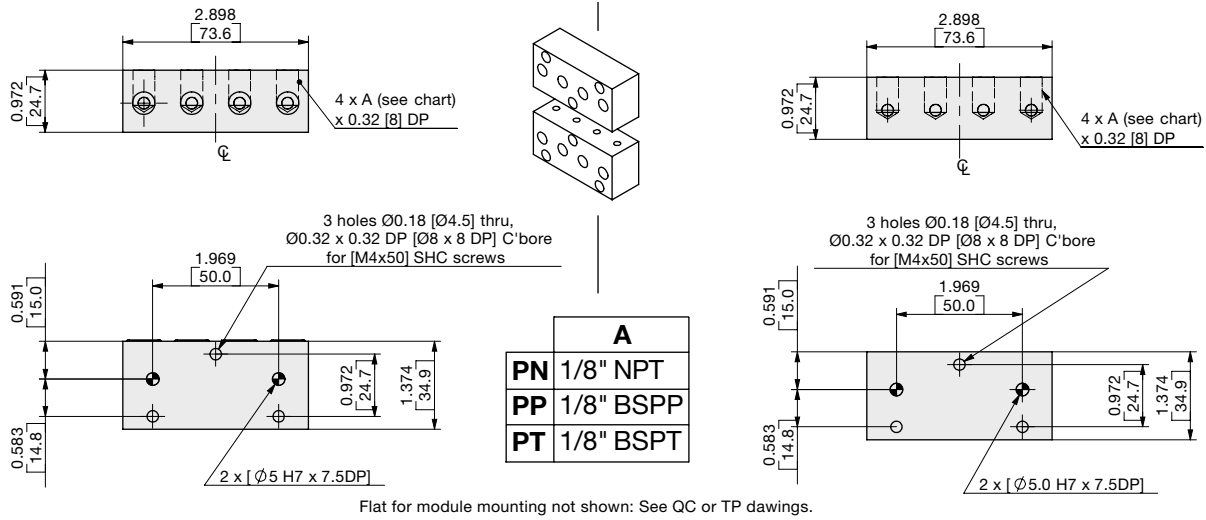 2.898
73.6
0.972
24.7
4 x A (see chart)
x 0.32 [8] DP
℄
2.898
73.6
0.972
24.7
4 x A (see chart)
x 0.32 [8] DP
℄
3 holes Ø0.18 [Ø4.5] thru,
Ø0.32 x 0.32 DP [Ø8 x 8 DP] C'bore
for [M4x50] SHC screws
1.969
50.0
0.591
15.0
0.583
14.8
0.972
24.7
1.374
34.9
2 x [ Ø5 H7 x 7.5DP]
A
PN 1/8" NPT
PP 1/8" BSPP
PT 1/8" BSPT
3 holes Ø0.18 [Ø4.5] thru,
Ø0.32 x 0.32 DP [Ø8 x 8 DP] C'bore
for [M4x50] SHC screws
1.969
50.0
0.591
15.0
0.583
14.8
0.972
24.7
1.374
34.9
2 x [ Ø5.0 H7 x 7.5DP]
Flat for module mounting not shown: See QC or TP dawings.